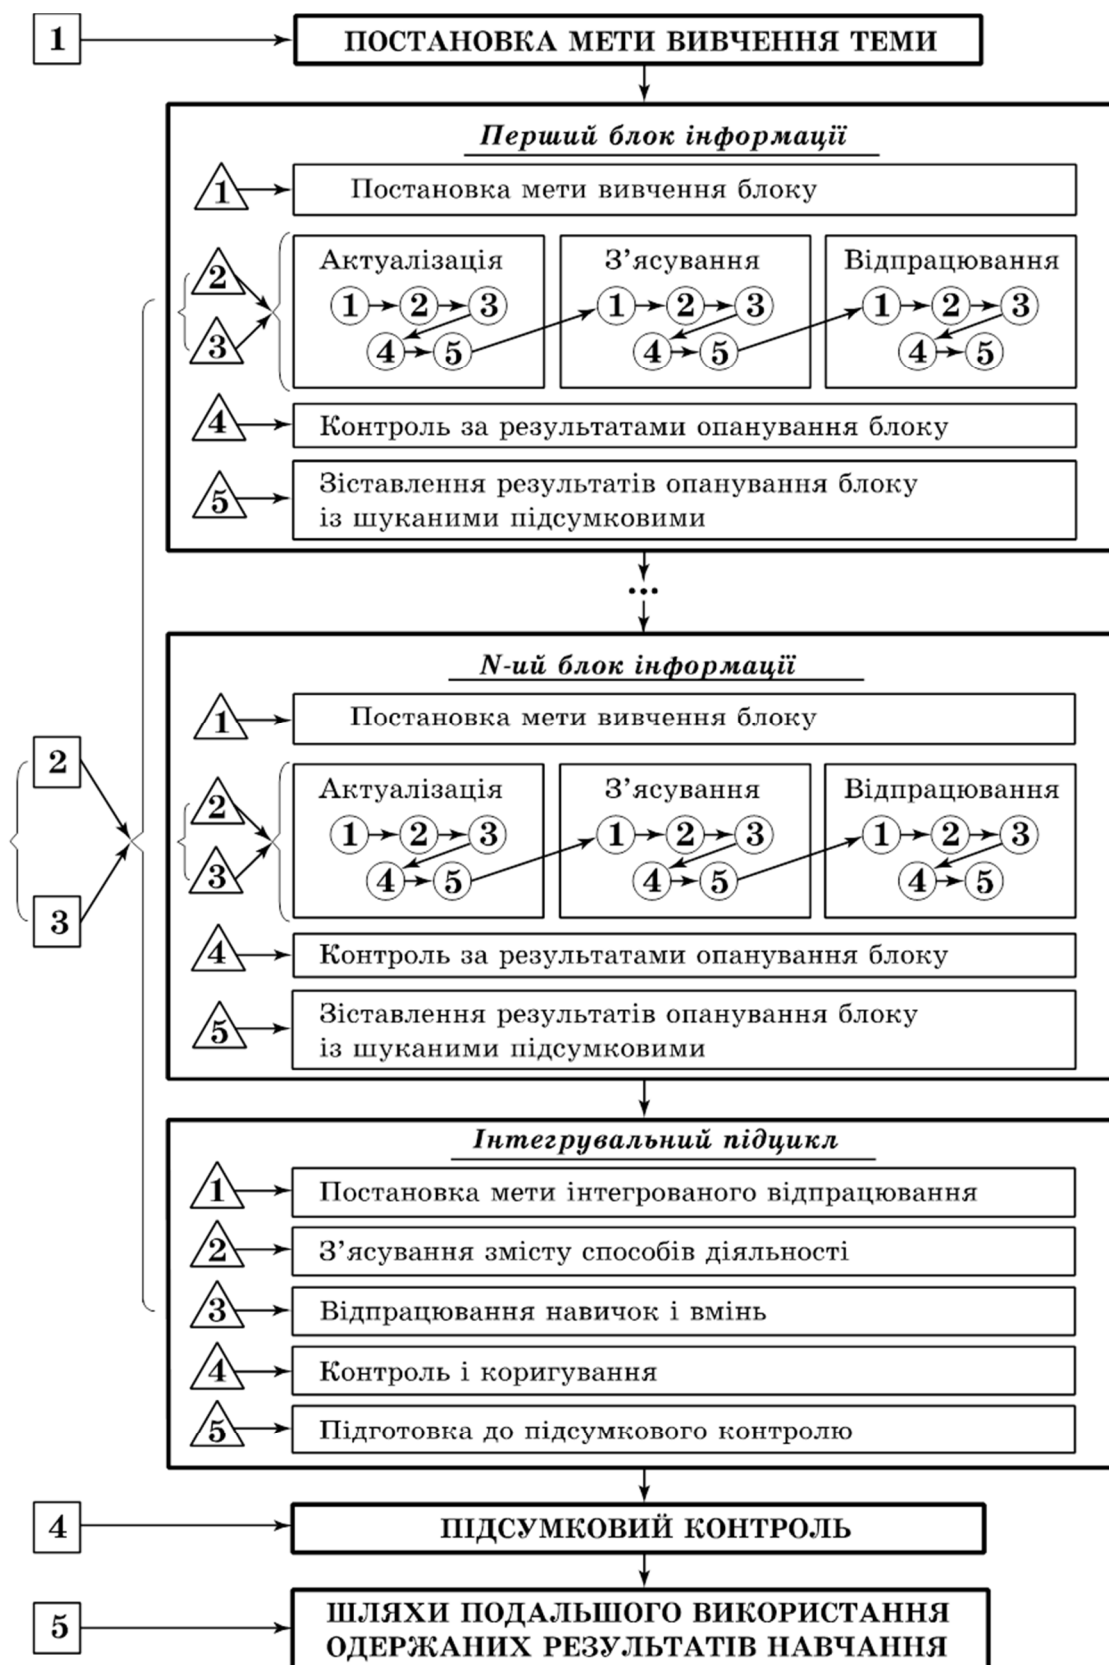 1 ПОСТАНОВКА МЕТИ ВИВЧЕННЯ ТЕМИ
Перший блок інформації
1 Постановка мети вивчення блоку
2
3
Актуалізація З’ясування Відпрацювання
1 2 3 1 2 3 1 2 3
4 5 4 5 4 5
4 Контроль за результатами опанування блоку
5 Зіставлення результатів опанування блоку
із шуканими підсумковими
...
N-ий блок інформації
1 Постановка мети вивчення блоку
2
3
2
3
Актуалізація З’ясування Відпрацювання
1 2 3 1 2 3 1 2 3
4 5 4 5 4 5
4 Контроль за результатами опанування блоку
5 Зіставлення результатів опанування блоку
із шуканими підсумковими
Інтегрувальний підцикл
1 Постановка мети інтегрованого відпрацювання
2 З’ясування змісту способів діяльності
3 Відпрацювання навичок і вмінь
4 Контроль і коригування
5 Підготовка до підсумкового контролю
4 ПІДСУМКОВИЙ КОНТРОЛЬ
5 ШЛЯХИ ПОДАЛЬШОГО ВИКОРИСТАННЯ
ОДЕРЖАНИХ РЕЗУЛЬТАТІВ НАВЧАННЯ